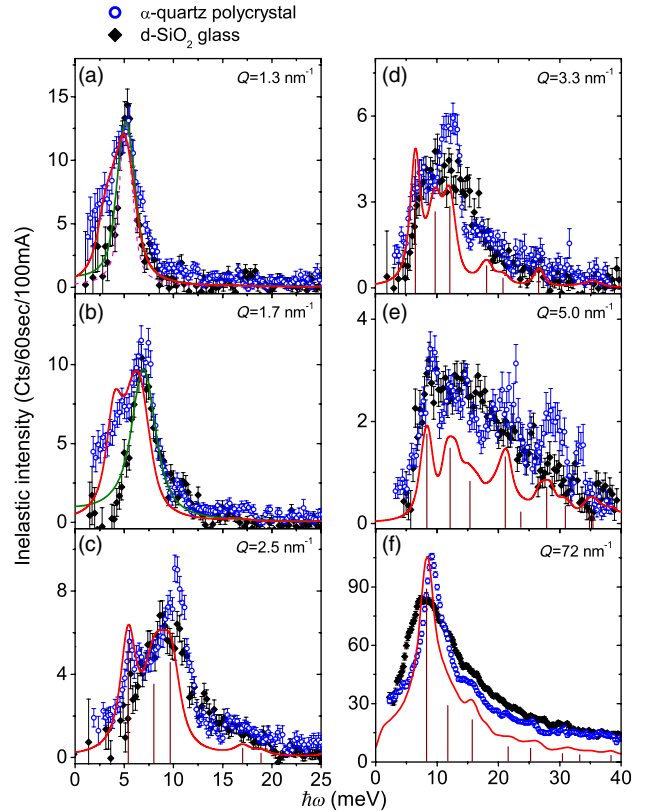 α-quartz polycrystal
d-SiO₂ glass
(a) Q=1.3 nm⁻¹
15
10
5
0
(b) Q=1.7 nm⁻¹
10
5
0
(c) Q=2.5 nm⁻¹
8
4
0
0 5 10 15 20 25
(d) Q=3.3 nm⁻¹
6
3
0
(e) Q=5.0 nm⁻¹
4
2
0
(f) Q=72 nm⁻¹
90
60
30
0
0 10 20 30 40
Inelastic intensity (Cts/60sec/100mA)
ℏω (meV)